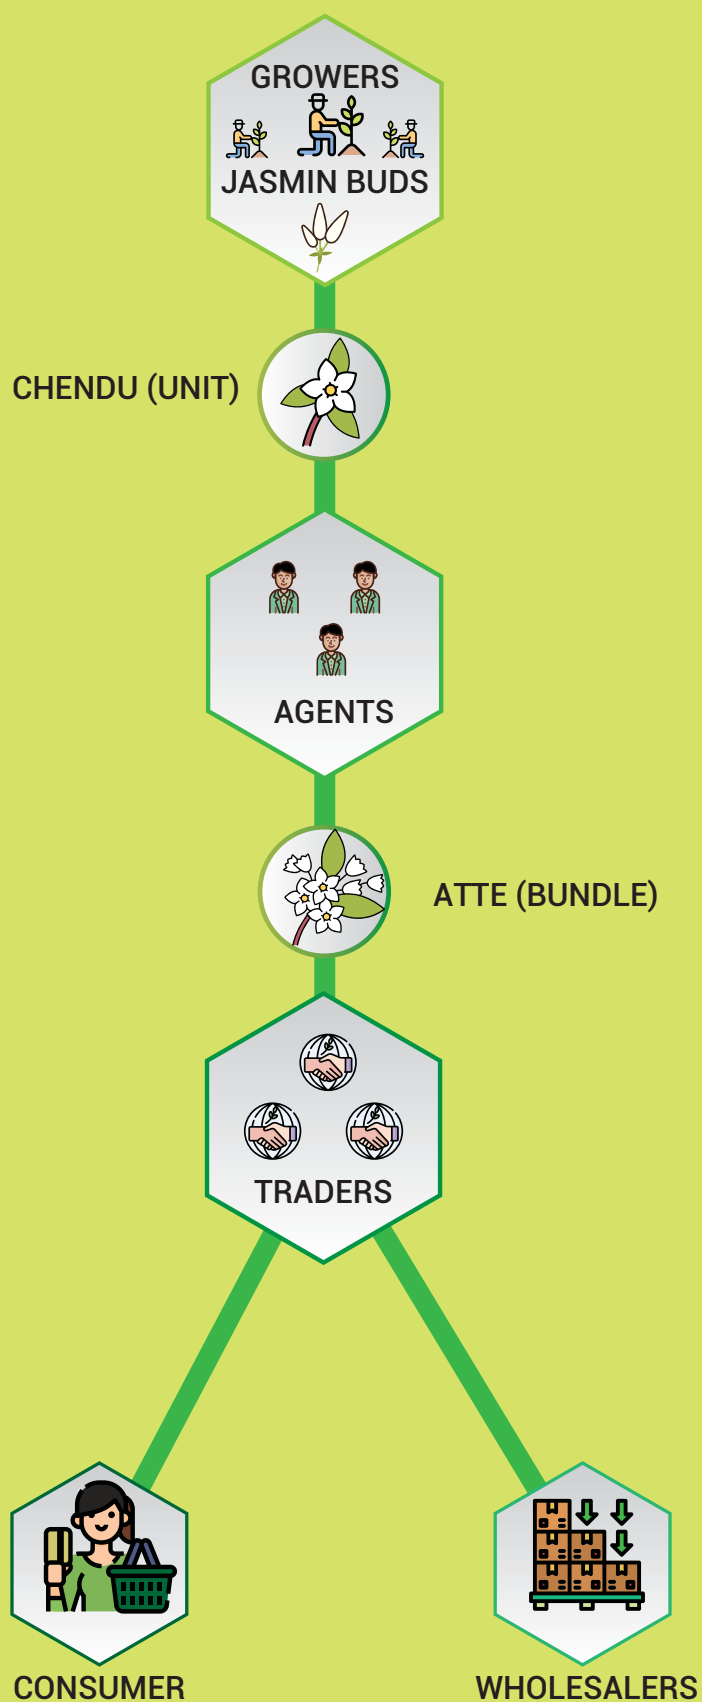 GROWERS
JASMIN BUDS
CHENDU (UNIT)
AGENTS
ATTE (BUNDLE)
TRADERS
CONSUMER
WHOLESALERS